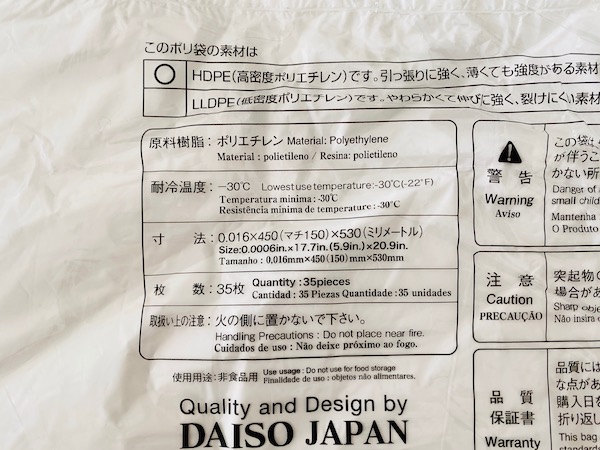 このポリ袋の素材は
○ HDPE(高密度ポリエチレン)です。引っ張りに強く、薄くても強度がある素材
LLDPE(低密度ポリエチレン)です。やわらかくて伸びに強く、裂けにくい素材
原料樹脂：ポリエチレン Material: Polyethylene
Material : polietileno / Resina: polietileno
耐冷温度：－30℃ Lowest use temperature:-30℃(-22°F)
Temperatura mínima : -30℃
Resistência mínima de temperature : -30℃
寸 法：0.016×450(マチ150)×530(ミリメートル)
Size:0.0006in.×17.7in.(5.9in.)×20.9in.
Tamanho : 0,016mm×450(150)mm×530mm
枚 数：35枚 Quantity : 35pieces
Cantidad : 35 Piezas Quantidade : 35 unidades
取扱い上の注意：火の側に置かないで下さい。
Handling Precautions : Do not place near fire.
Cuidados de uso : Não deixe próximo ao fogo.
使用用途：非食品用 Use usage : Do not use for food storage
Finalidade de uso : objetos não alimentares.
Quality and Design by
DAISO JAPAN
警 告
Warning
Aviso
この袋
が伴うこ
かない所
Danger of
small child
Mantenha
O Produto
注 意
Caution
PRECAUÇÃO
突起物
場合があ
Sharp obje
Não insira
品 質
保証書
Warranty
品質には
な点があ
購入日を
折り返し
This bag
standards